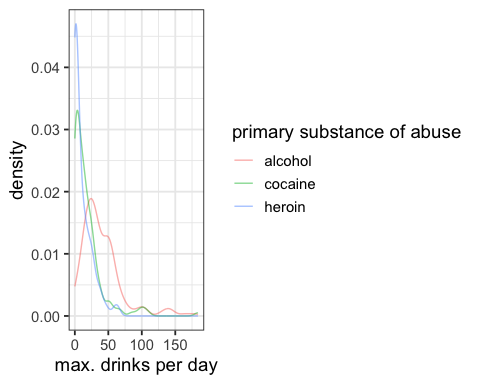 0.04
0.03
0.02
0.01
0.00
density
0 50 100 150
max. drinks per day
primary substance of abuse
alcohol
cocaine
heroin